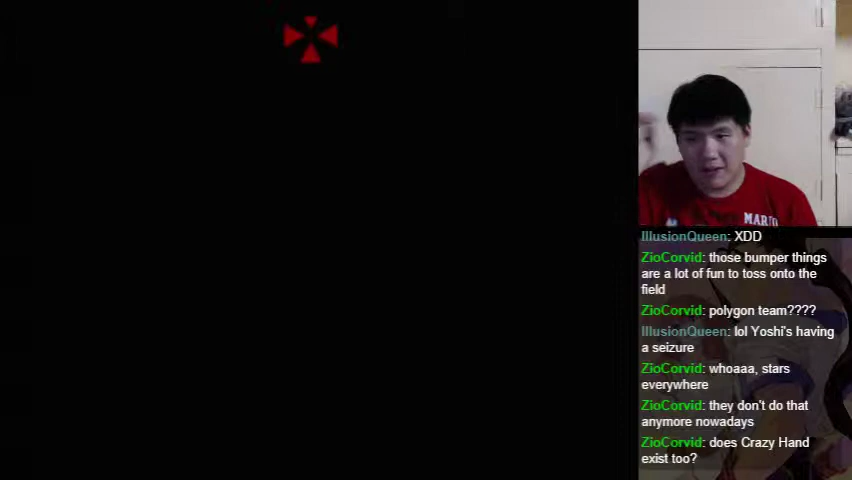 MARIO
IllusionQueen: XDD
ZioCorvid: those bumper things
are a lot of fun to toss onto the
field
ZioCorvid: polygon team????
IllusionQueen: lol Yoshi's having
a seizure
ZioCorvid: whoaaa, stars
everywhere
ZioCorvid: they don't do that
anymore nowadays
ZioCorvid: does Crazy Hand
exist too?